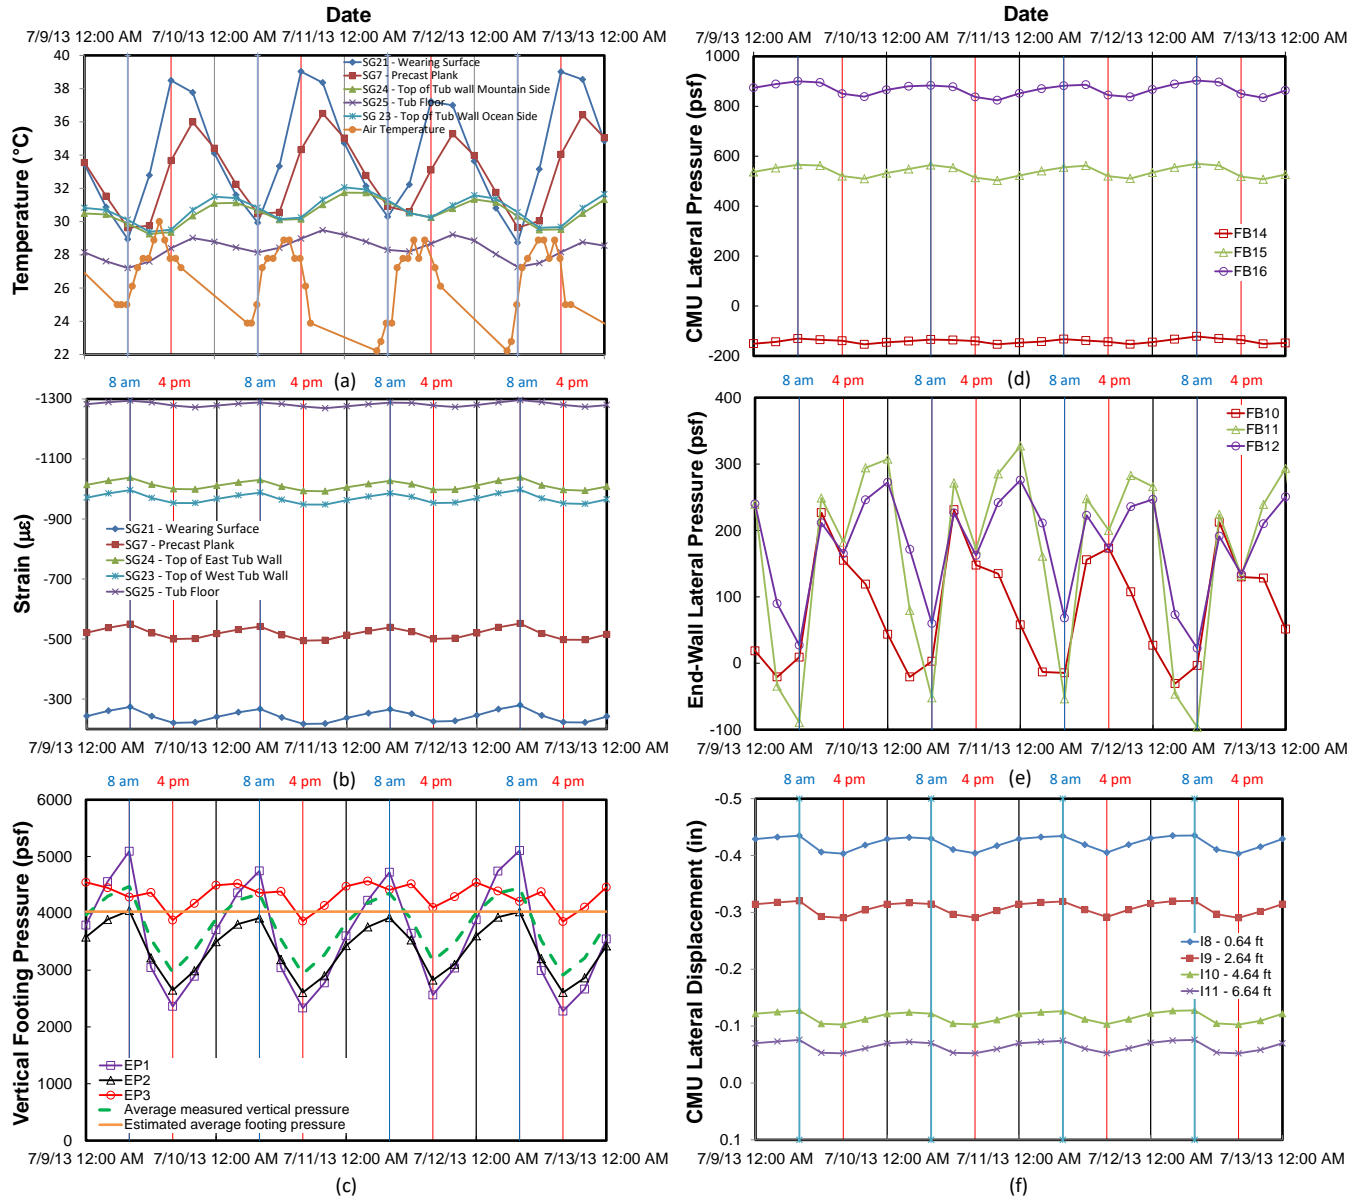 Date
7/9/13 12:00 AM 7/10/13 12:00 AM 7/11/13 12:00 AM 7/12/13 12:00 AM 7/13/13 12:00 AM
Temperature (°C)
40
38
36
34
32
30
28
26
24
22
SG21 - Wearing Surface
SG7 - Precast Plank
SG24 - Top of Tub wall Mountain Side
SG25 - Tub Floor
SG 23 - Top of Tub Wall Ocean Side
Air Temperature
(a)
8 am 4 pm 8 am 4 pm 8 am 4 pm 8 am 4 pm
Strain (με)
-1300
-1100
-900
-700
-500
-300
SG21 - Wearing Surface
SG7 - Precast Plank
SG24 - Top of East Tub Wall
SG23 - Top of West Tub Wall
SG25 - Tub Floor
7/9/13 12:00 AM 7/10/13 12:00 AM 7/11/13 12:00 AM 7/12/13 12:00 AM 7/13/13 12:00 AM
(b)
8 am 4 pm 8 am 4 pm 8 am 4 pm 8 am 4 pm
Vertical Footing Pressure (psf)
6000
5000
4000
3000
2000
1000
0
EP1
EP2
EP3
Average measured vertical pressure
Estimated average footing pressure
7/9/13 12:00 AM 7/10/13 12:00 AM 7/11/13 12:00 AM 7/12/13 12:00 AM 7/13/13 12:00 AM
(c)
Date
7/9/13 12:00 AM 7/10/13 12:00 AM 7/11/13 12:00 AM 7/12/13 12:00 AM 7/13/13 12:00 AM
CMU Lateral Pressure (psf)
1000
800
600
400
200
0
-200
FB14
FB15
FB16
(d)
8 am 4 pm 8 am 4 pm 8 am 4 pm 8 am 4 pm
End-Wall Lateral Pressure (psf)
400
300
200
100
0
-100
FB10
FB11
FB12
7/9/13 12:00 AM 7/10/13 12:00 AM 7/11/13 12:00 AM 7/12/13 12:00 AM 7/13/13 12:00 AM
(e)
8 am 4 pm 8 am 4 pm 8 am 4 pm 8 am 4 pm
CMU Lateral Displacement (in)
-0.5
-0.4
-0.3
-0.2
-0.1
0.0
0.1
I8 - 0.64 ft
I9 - 2.64 ft
I10 - 4.64 ft
I11 - 6.64 ft
7/9/13 12:00 AM 7/10/13 12:00 AM 7/11/13 12:00 AM 7/12/13 12:00 AM 7/13/13 12:00 AM
(f)